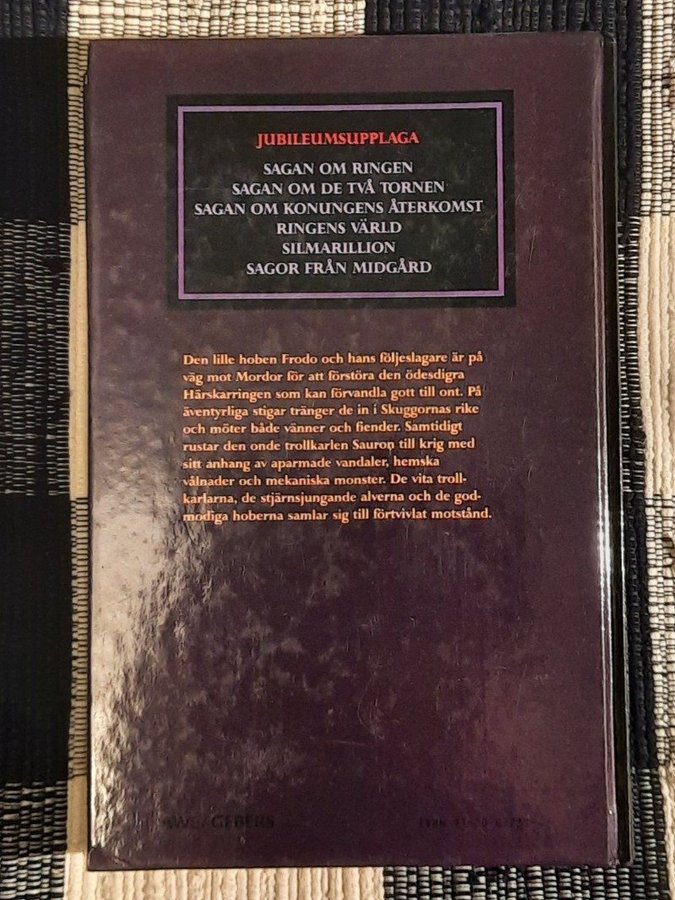 JUBILEUMSUPPLAGA
SAGAN OM RINGEN
SAGAN OM DE TVÅ TORNEN
SAGAN OM KONUNGENS ÅTERKOMST
RINGENS VÄRLD
SILMARILLION
SAGOR FRÅN MIDGÅRD
Den lille hoben Frodo och hans följeslagare är på
väg mot Mordor för att förstöra den ödesdigra
Härskarringen som kan förvandla gott till ont. På
äventyrliga stigar tränger de in i Skuggornas rike
och möter både vänner och fiender. Samtidigt
rustar den onde trollkarlen Sauron till krig med
sitt anhang av aparmade vandaler, hemska
vålnader och mekaniska monster. De vita troll-
karlarna, de stjärnsjungande alverna och de god-
modiga hoberna samlar sig till förtvivlat motstånd.
GEBERS
ISBN